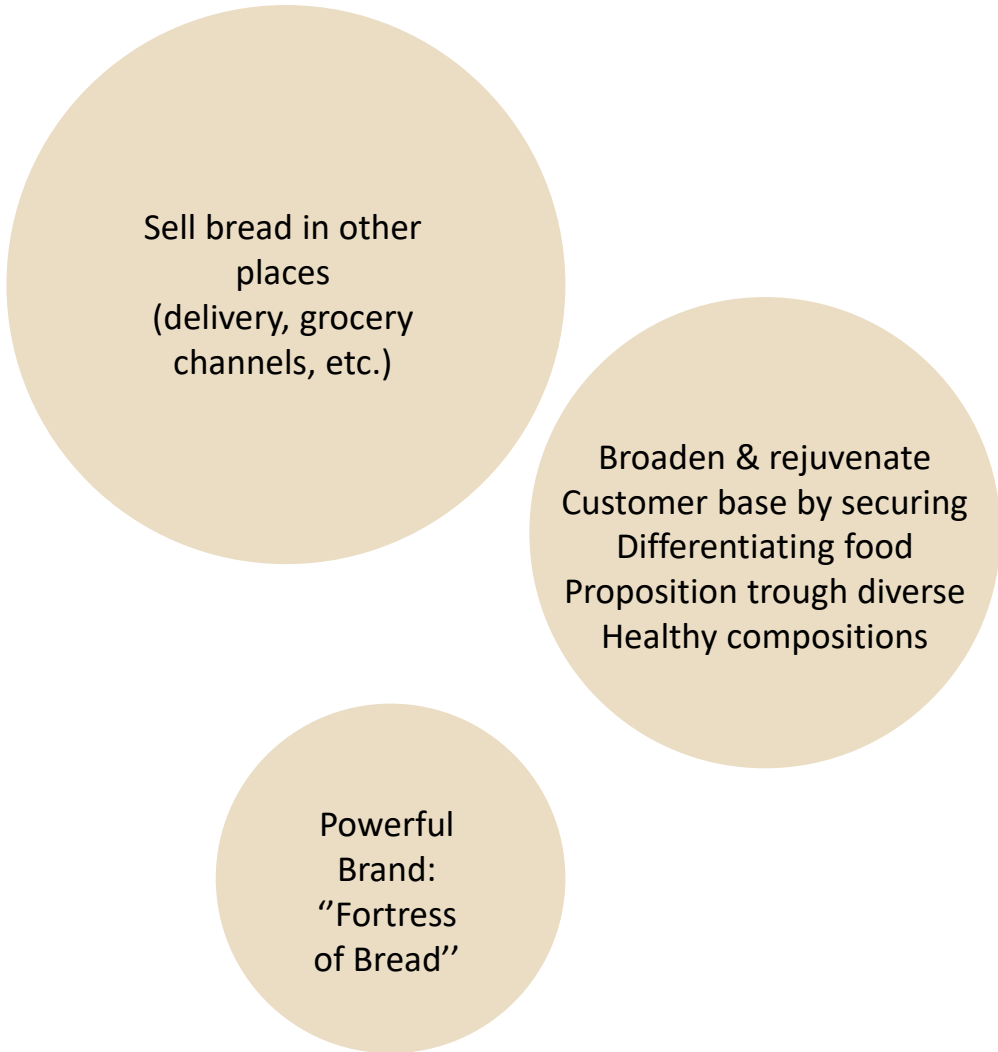 Sell bread in other
places
(delivery, grocery
channels, etc.)
Broaden & rejuvenate
Customer base by securing
Differentiating food
Proposition trough diverse
Healthy compositions
Powerful
Brand:
‘’Fortress
of Bread’’